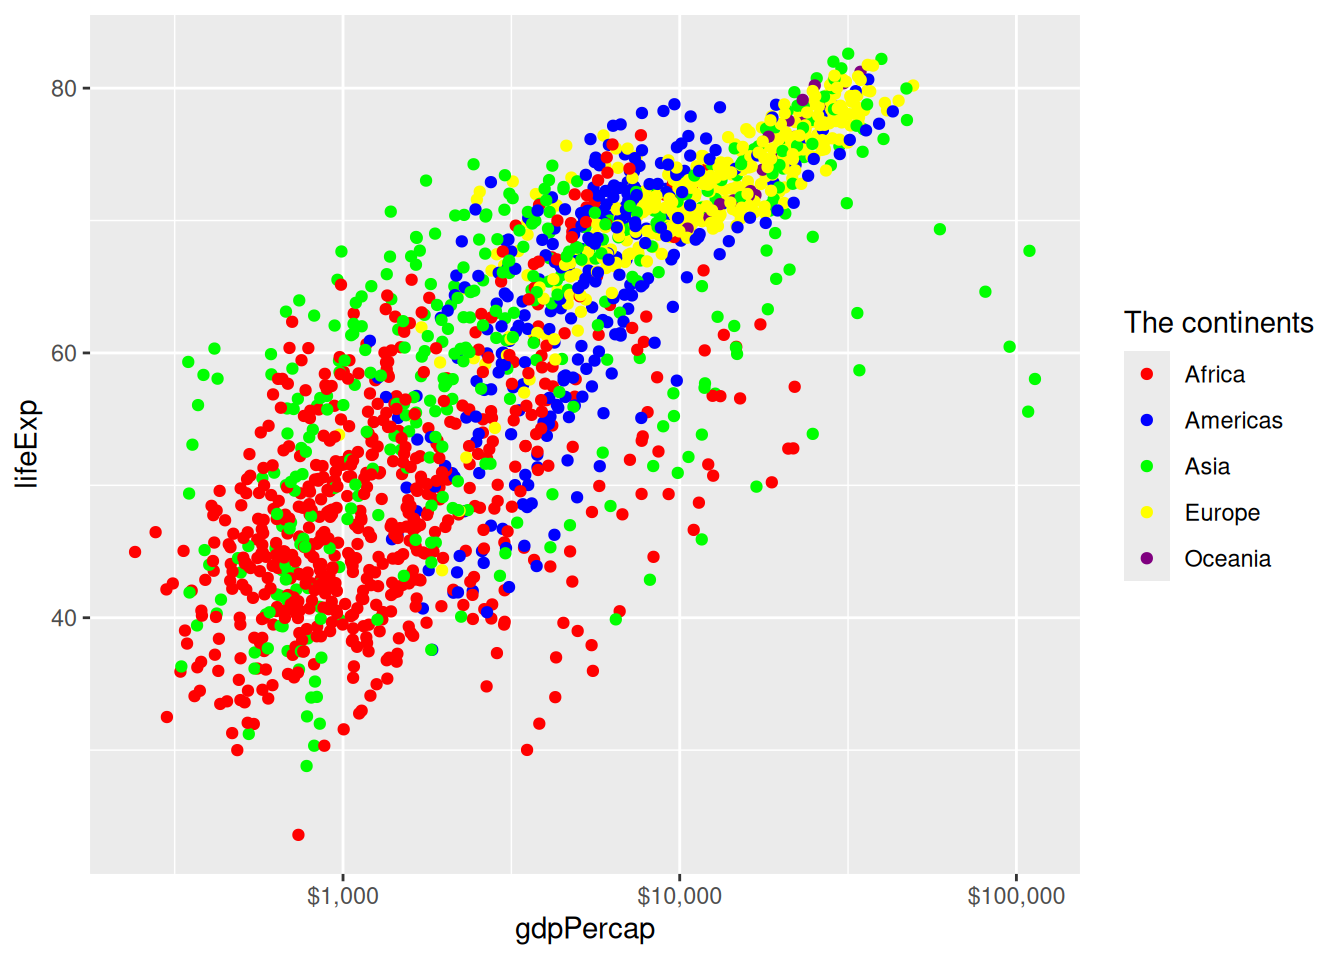 80
60
40
lifeExp
$1,000
$10,000
$100,000
gdpPercap
The continents
Africa
Americas
Asia
Europe
Oceania